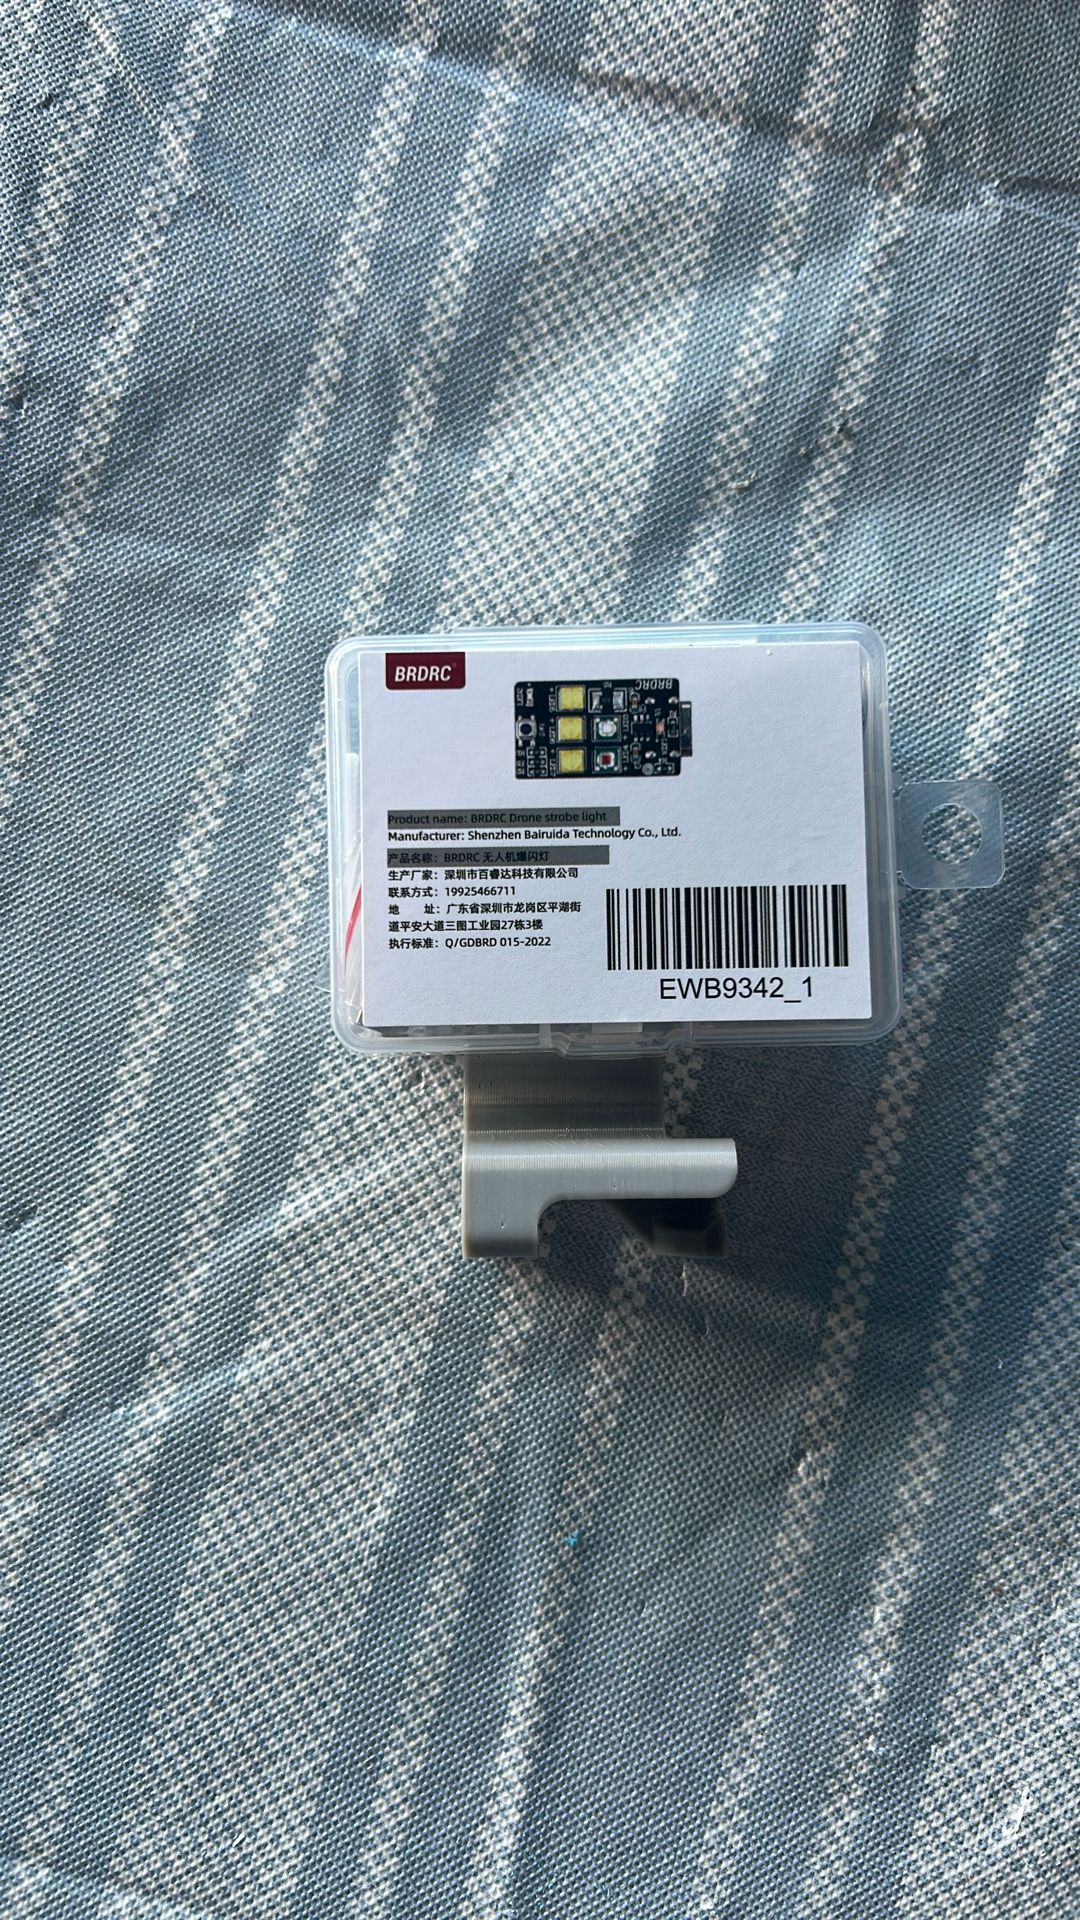 BRDRC
BRDRC
Product name: BRDRC Drone strobe light
Manufacturer: Shenzhen Bairuida Technology Co., Ltd.
产品名称：BRDRC 无人机爆闪灯
生产厂家：深圳市百睿达科技有限公司
联系方式：19925466711
地　　址：广东省深圳市龙岗区平湖街
道平安大道三图工业园27栋3楼
执行标准：Q/GDBRD 015-2022
EWB9342_1